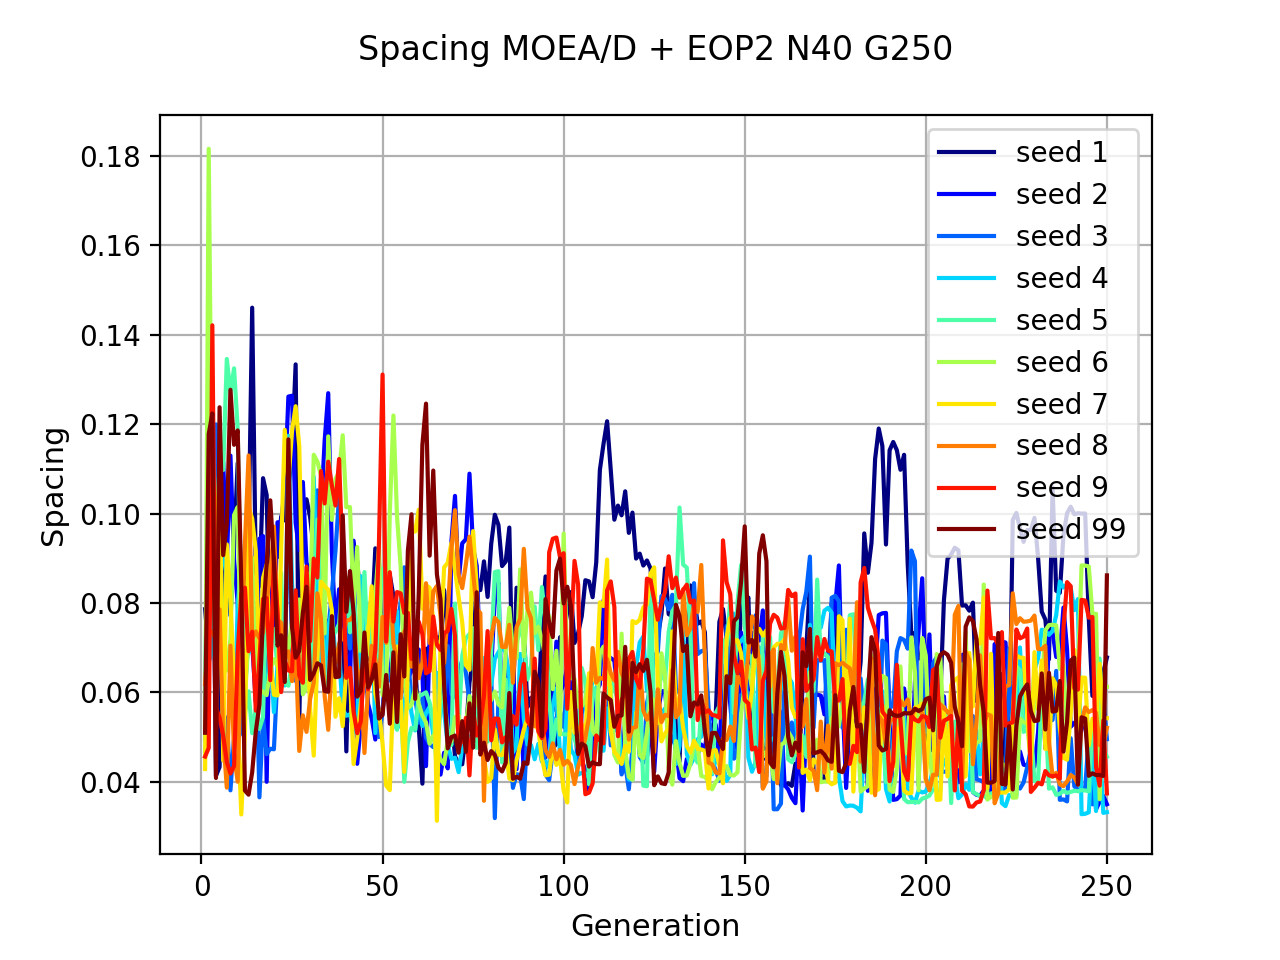 Spacing MOEA/D + EOP2 N40 G250
0.18
0.16
0.14
0.12
0.10
0.08
0.06
0.04
Spacing
seed 1
seed 2
seed 3
seed 4
seed 5
seed 6
seed 7
seed 8
seed 9
seed 99
0 50 100 150 200 250
Generation